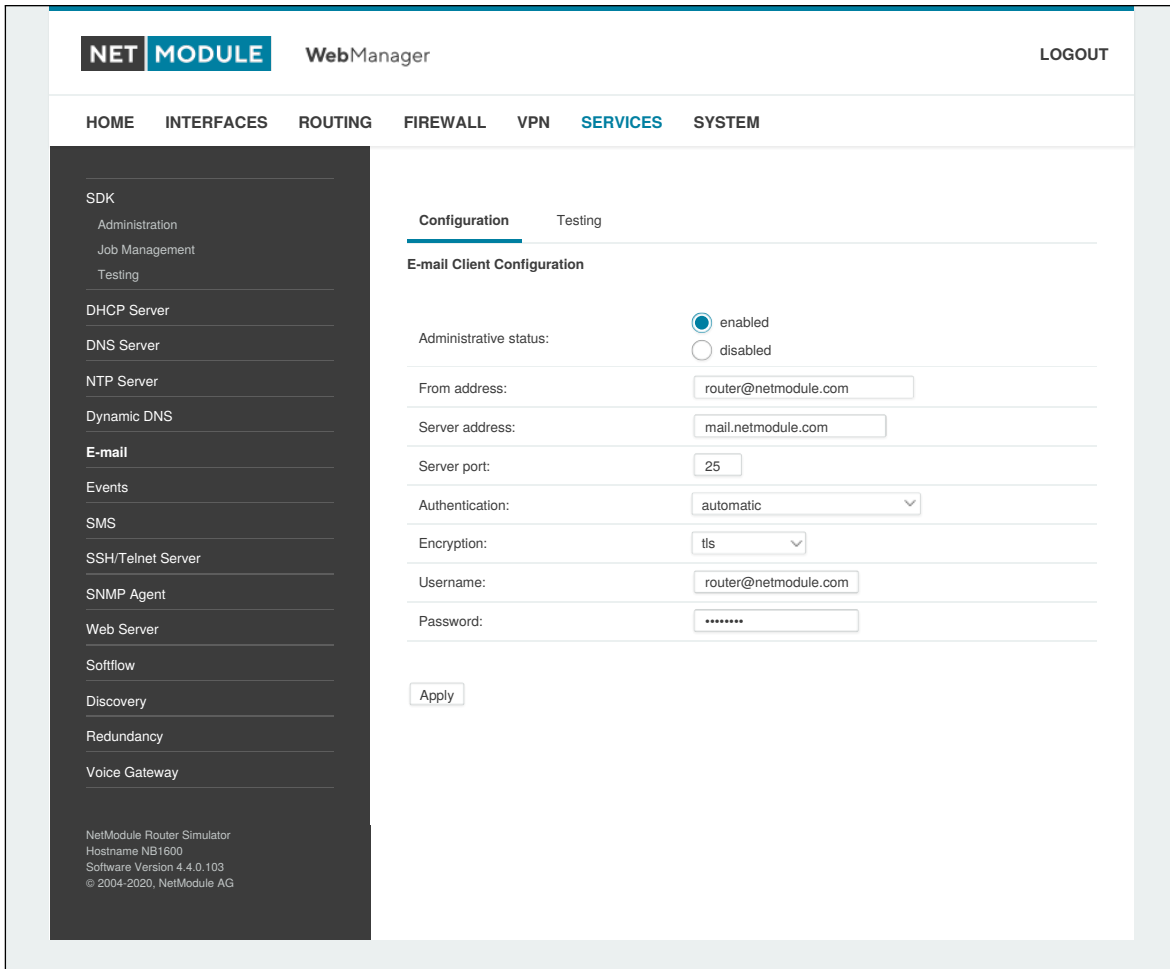 NET MODULE WebManager LOGOUT
HOME INTERFACES ROUTING FIREWALL VPN SERVICES SYSTEM
SDK
Administration
Job Management
Testing
DHCP Server
DNS Server
NTP Server
Dynamic DNS
E-mail
Events
SMS
SSH/Telnet Server
SNMP Agent
Web Server
Softflow
Discovery
Redundancy
Voice Gateway
NetModule Router Simulator
Hostname NB1600
Software Version 4.4.0.103
© 2004-2020, NetModule AG
Configuration Testing
E-mail Client Configuration
Administrative status: enabled
disabled
From address: router@netmodule.com
Server address: mail.netmodule.com
Server port: 25
Authentication: automatic
Encryption: tls
Username: router@netmodule.com
Password: ••••••••
Apply